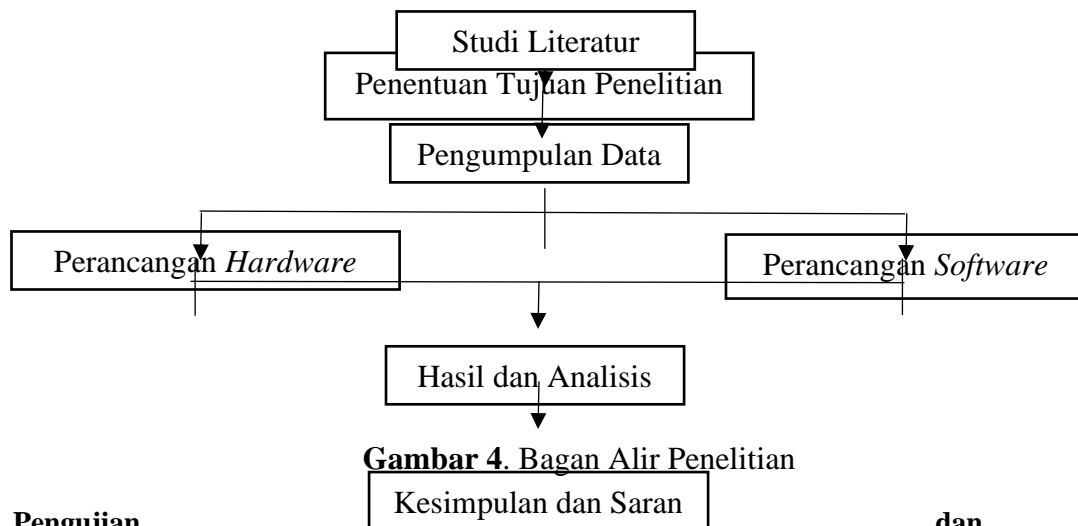 Studi Literatur
Penentuan Tujuan Penelitian
Pengumpulan Data
Perancangan Hardware
Perancangan Software
Hasil dan Analisis
Gambar 4. Bagan Alir Penelitian
Kesimpulan dan Saran
Pengujian dan